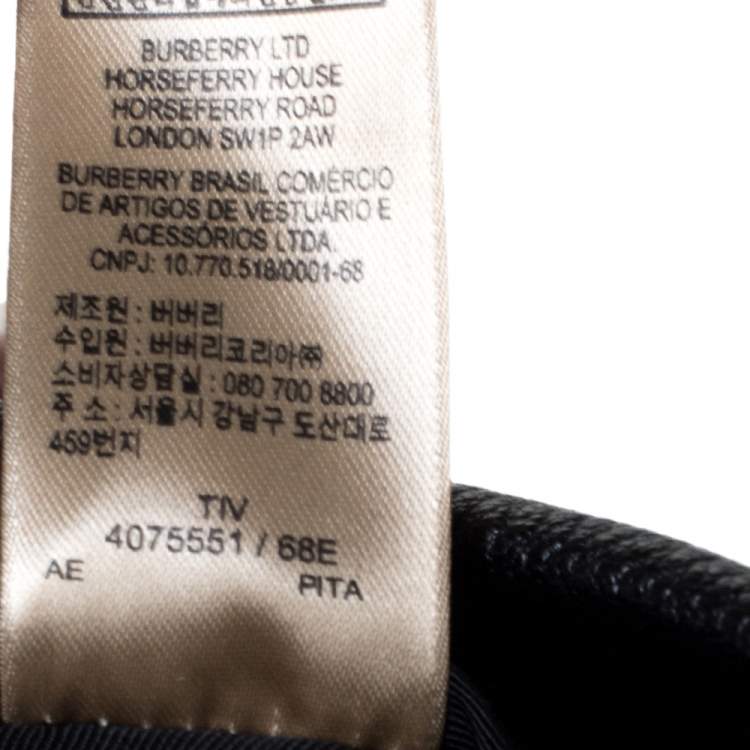 BURBERRY LTD
HORSEFERRY HOUSE
HORSEFERRY ROAD
LONDON SW1P 2AW
BURBERRY BRASIL COMÉRCIO
DE ARTIGOS DE VESTUÁRIO E
ACESSÓRIOS LTDA.
CNPJ: 10.770.518/0001-68
제조원 : 버버리
수입원 : 버버리코리아㈜
소비자상담실 : 080 700 8800
주 소 : 서울시 강남구 도산대로
459번지
TIV
4075551 / 68E
AE PITA